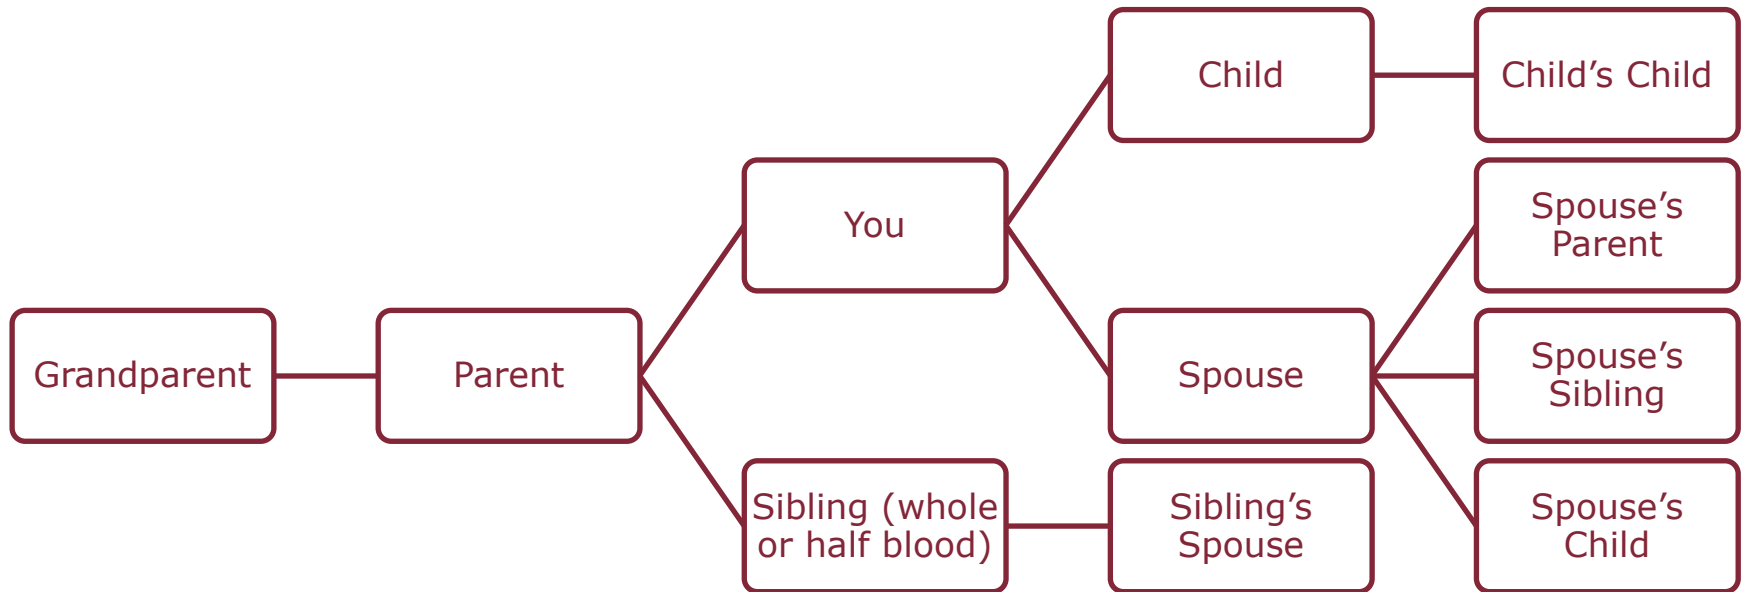 Child
Child’s Child
You
Spouse’s
Parent
Grandparent
Parent
Spouse
Spouse’s
Sibling
Sibling (whole
or half blood)
Sibling’s
Spouse
Spouse’s
Child